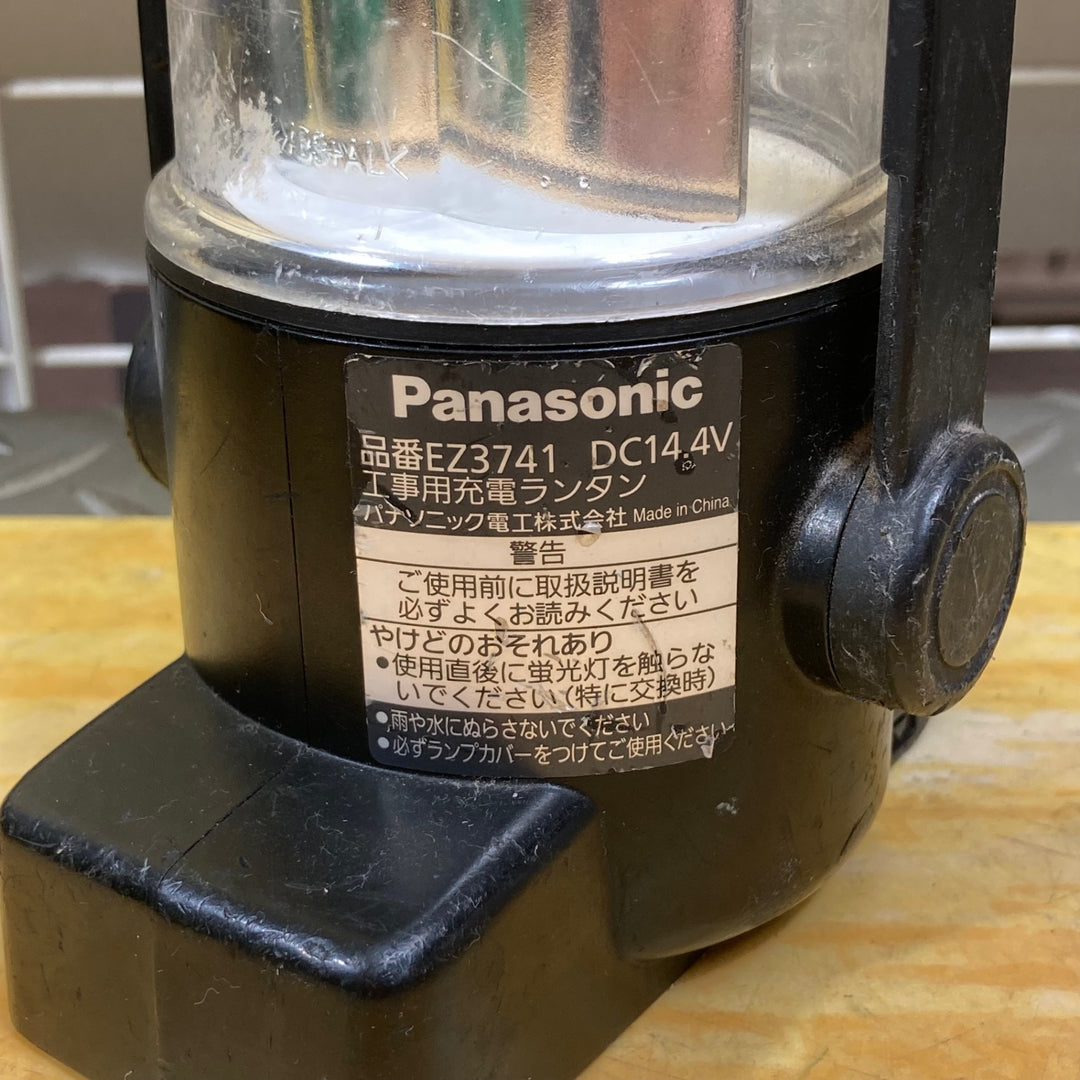 Panasonic
品番EZ3741 DC14.4V
工事用充電ランタン
パナソニック電工株式会社 Made in China
警告
ご使用前に取扱説明書を
必ずよくお読みください
やけどのおそれあり
●使用直後に蛍光灯を触らな
いでください(特に交換時)
●雨や水にぬらさないでください
●必ずランプカバーをつけてご使用ください